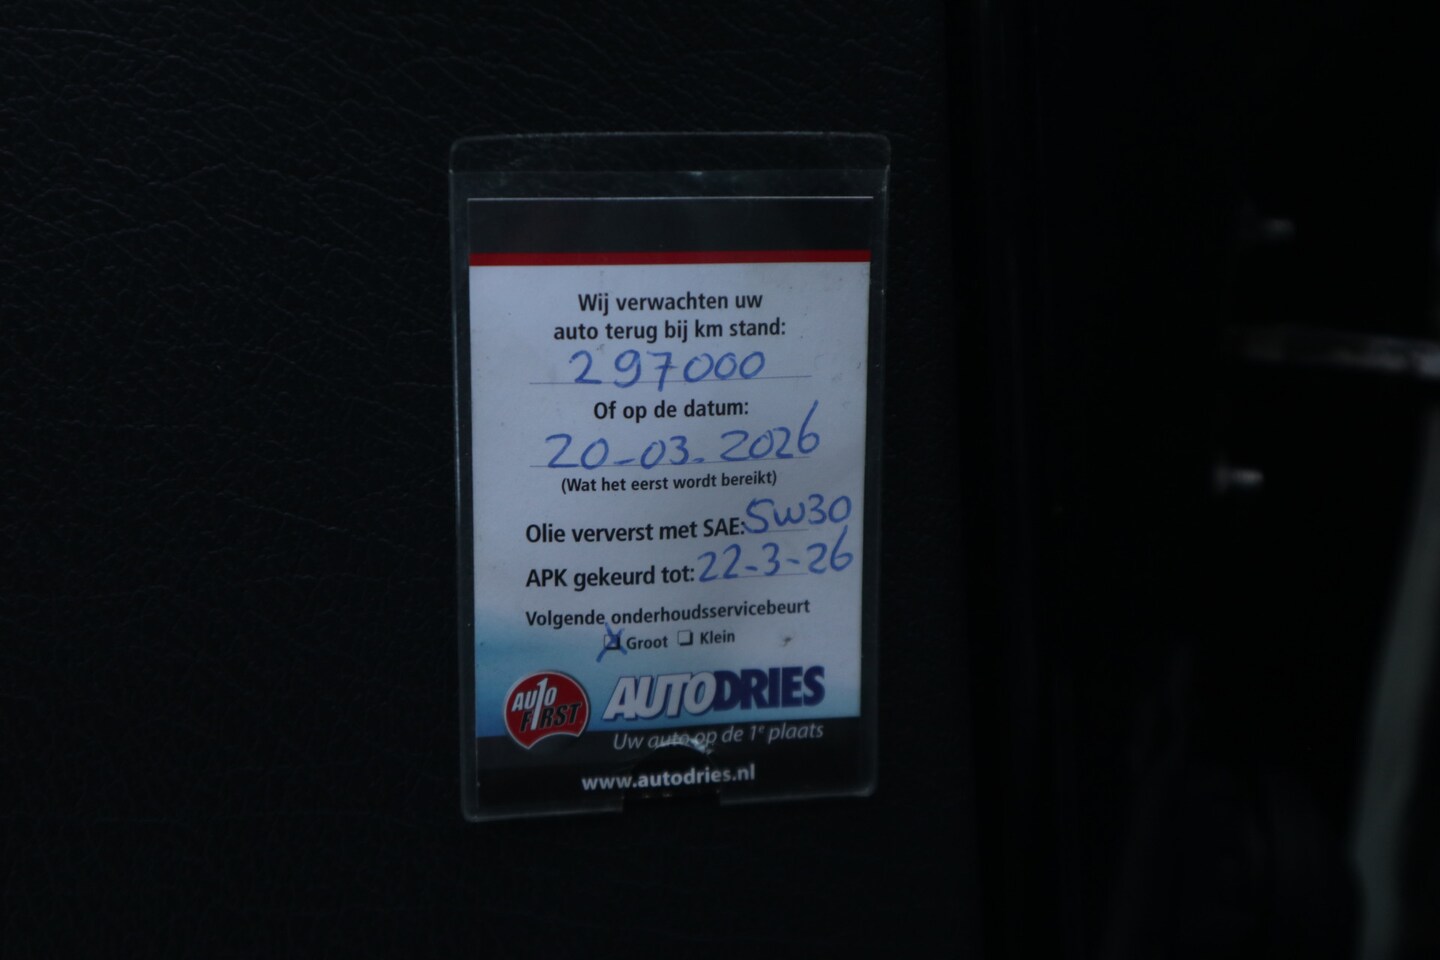 Wij verwachten uw
auto terug bij km stand:
297000
Of op de datum:
20-03-2026
(Wat het eerst wordt bereikt)
Olie ververst met SAE: 5W30
APK gekeurd tot: 22-3-26
Volgende onderhoudsservicebeurt
Groot Klein
AUTO FIRST
AUTODRIES
Uw auto op de 1e plaats
www.autodries.nl